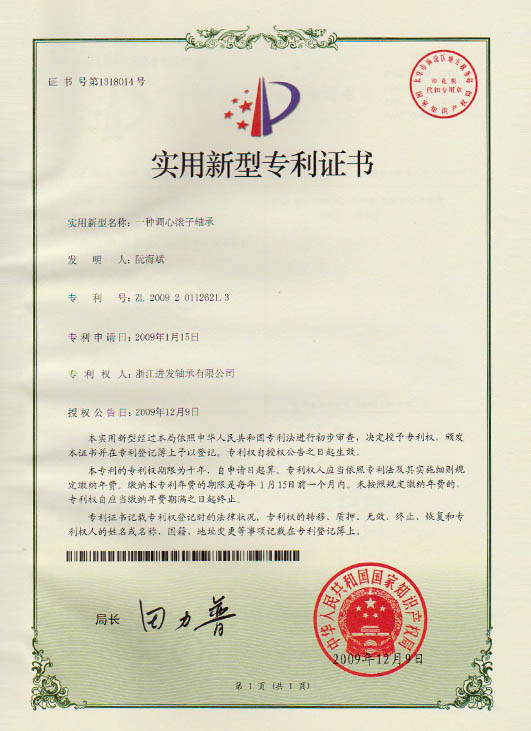 证书号第1318014号
印花税
代扣专用章
实用新型专利证书
实用新型名称：一种调心滚子轴承
发明人：阮海斌
专利号：ZL 2009 2 0112621.3
专利申请日：2009年1月15日
专利权人：浙江进发轴承有限公司
授权公告日：2009年12月9日
本实用新型经过本局依照中华人民共和国专利法进行初步审查，决定授予专利权，颁发
本证书并在专利登记簿上予以登记。专利权自授权公告之日起生效。
本专利的专利权期限为十年，自申请日起算。专利权人应当依照专利法及其实施细则规
定缴纳年费。缴纳本专利年费的期限是每年1月15日前一个月内。未按照规定缴纳年费的，
专利权自应当缴纳年费期满之日起终止。
专利证书记载专利权登记时的法律状况。专利权的转移、质押、无效、终止、恢复和专
利权人的姓名或名称、国籍、地址变更等事项记载在专利登记簿上。
局长
田力普
中华人民共和国国家知识产权局
2009年12月9日
第1页(共1页)